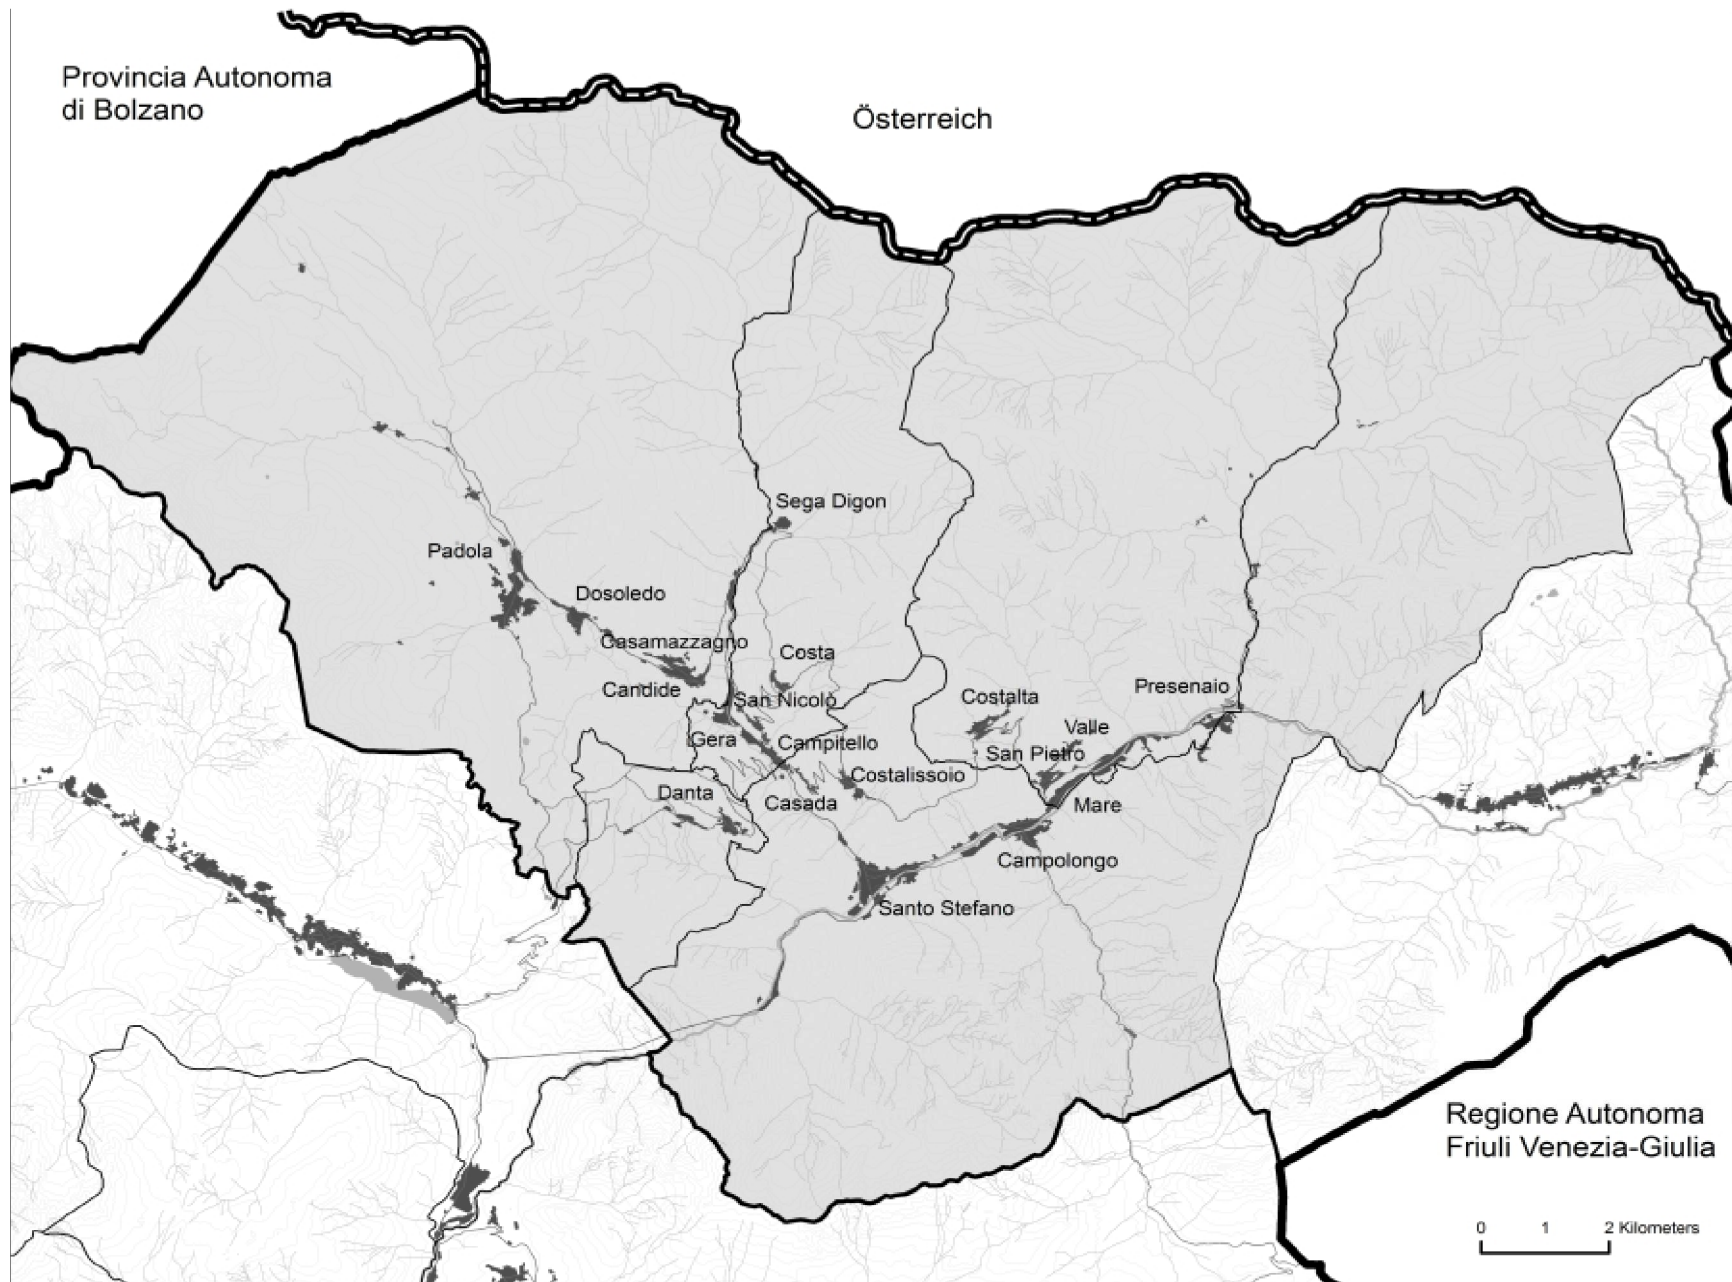 Provincia Autonoma
di Bolzano
Österreich
Sega Digon
Padola
Dosoledo
Casamazzagno
Costa
Candide
San Nicolò
Costalta
Presenaio
Gera
Campitello
Valle
San Pietro
Costalissoio
Danta
Casada
Mare
Campolongo
Santo Stefano
Regione Autonoma
Friuli Venezia-Giulia
0 1 2 Kilometers